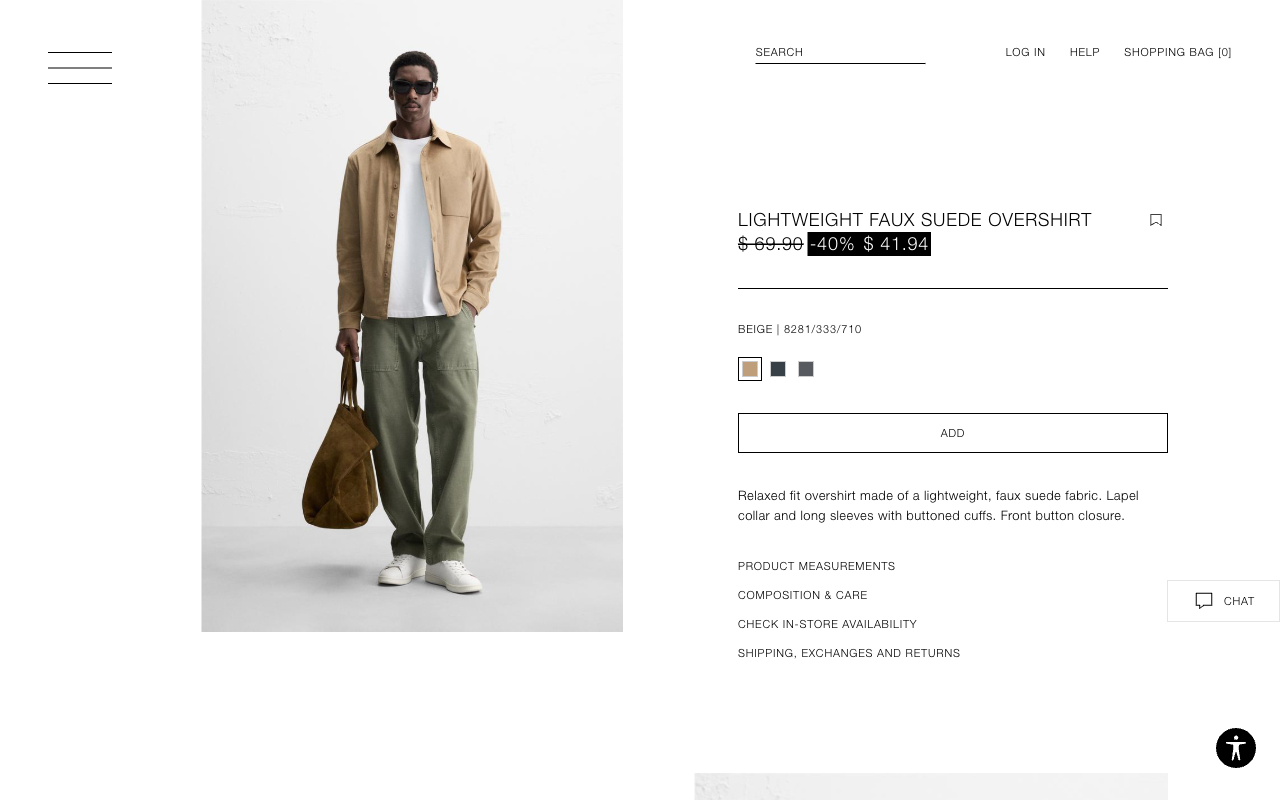 SEARCH
LOG IN
HELP
SHOPPING BAG [0]
LIGHTWEIGHT FAUX SUEDE OVERSHIRT
$ 69.90 -40% $ 41.94
BEIGE | 8281/333/710
ADD
Relaxed fit overshirt made of a lightweight, faux suede fabric. Lapel
collar and long sleeves with buttoned cuffs. Front button closure.
PRODUCT MEASUREMENTS
COMPOSITION & CARE
CHECK IN-STORE AVAILABILITY
SHIPPING, EXCHANGES AND RETURNS
CHAT